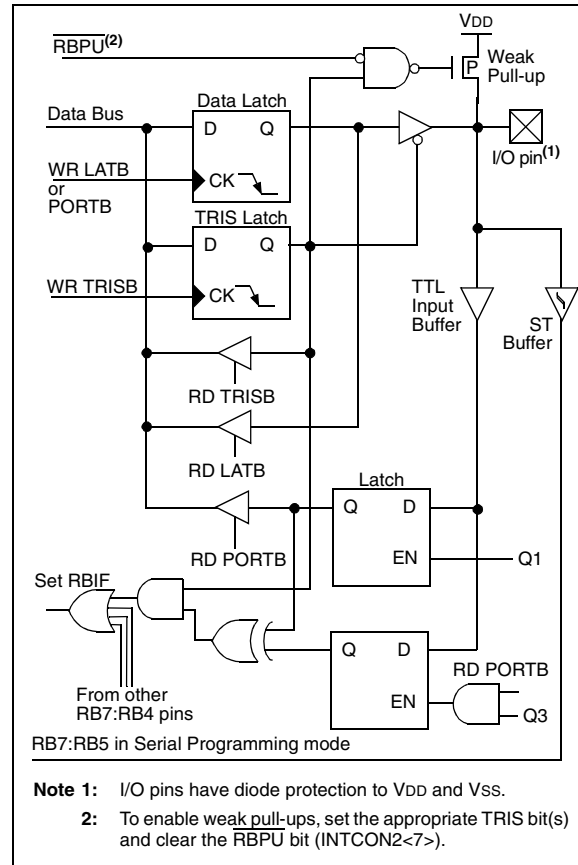 VDD
RBPU(2)
P
Weak
Pull-up
Data Latch
Data Bus
D Q
I/O pin(1)
WR LATB
or
PORTB
CK
TRIS Latch
D Q
WR TRISB
CK
TTL
Input
Buffer
ST
Buffer
RD TRISB
RD LATB
Latch
Q D
RD PORTB
EN
Q1
Set RBIF
Q D
RD PORTB
EN
Q3
From other
RB7:RB4 pins
RB7:RB5 in Serial Programming mode
Note 1: I/O pins have diode protection to VDD and VSS.
2: To enable weak pull-ups, set the appropriate TRIS bit(s)
and clear the RBPU bit (INTCON2<7>).